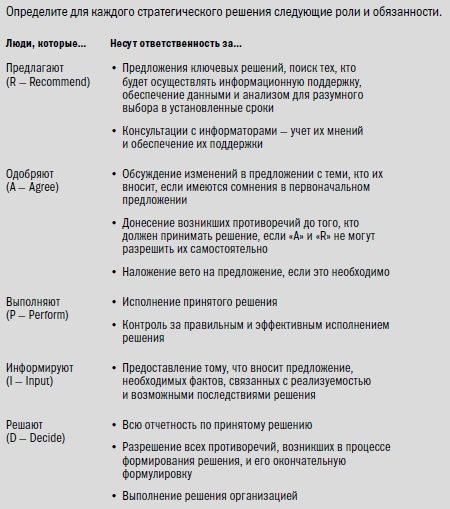 Определите для каждого стратегического решения следующие роли и обязанности.
Люди, которые... Несут ответственность за...
Предлагают
(R – Recommend)
• Предложения ключевых решений, поиск тех, кто
будет осуществлять информационную поддержку,
обеспечение данными и анализом для разумного
выбора в установленные сроки
• Консультации с информаторами – учет их мнений
и обеспечение их поддержки
Одобряют
(A – Agree)
• Обсуждение изменений в предложении с теми, кто их
вносит, если имеются сомнения в первоначальном
предложении
• Донесение возникших противоречий до того, кто
должен принимать решение, если «А» и «R» не могут
разрешить их самостоятельно
• Наложение вето на предложение, если это необходимо
Выполняют
(P – Perform)
• Исполнение принятого решения
• Контроль за правильным и эффективным исполнением
решения
Информируют
(I – Input)
• Предоставление тому, что вносит предложение,
необходимых фактов, связанных с реализуемостью
и возможными последствиями решения
Решают
(D – Decide)
• Всю отчетность по принятому решению
• Разрешение всех противоречий, возникших в процессе
формирования решения, и его окончательную
формулировку
• Выполнение решения организацией